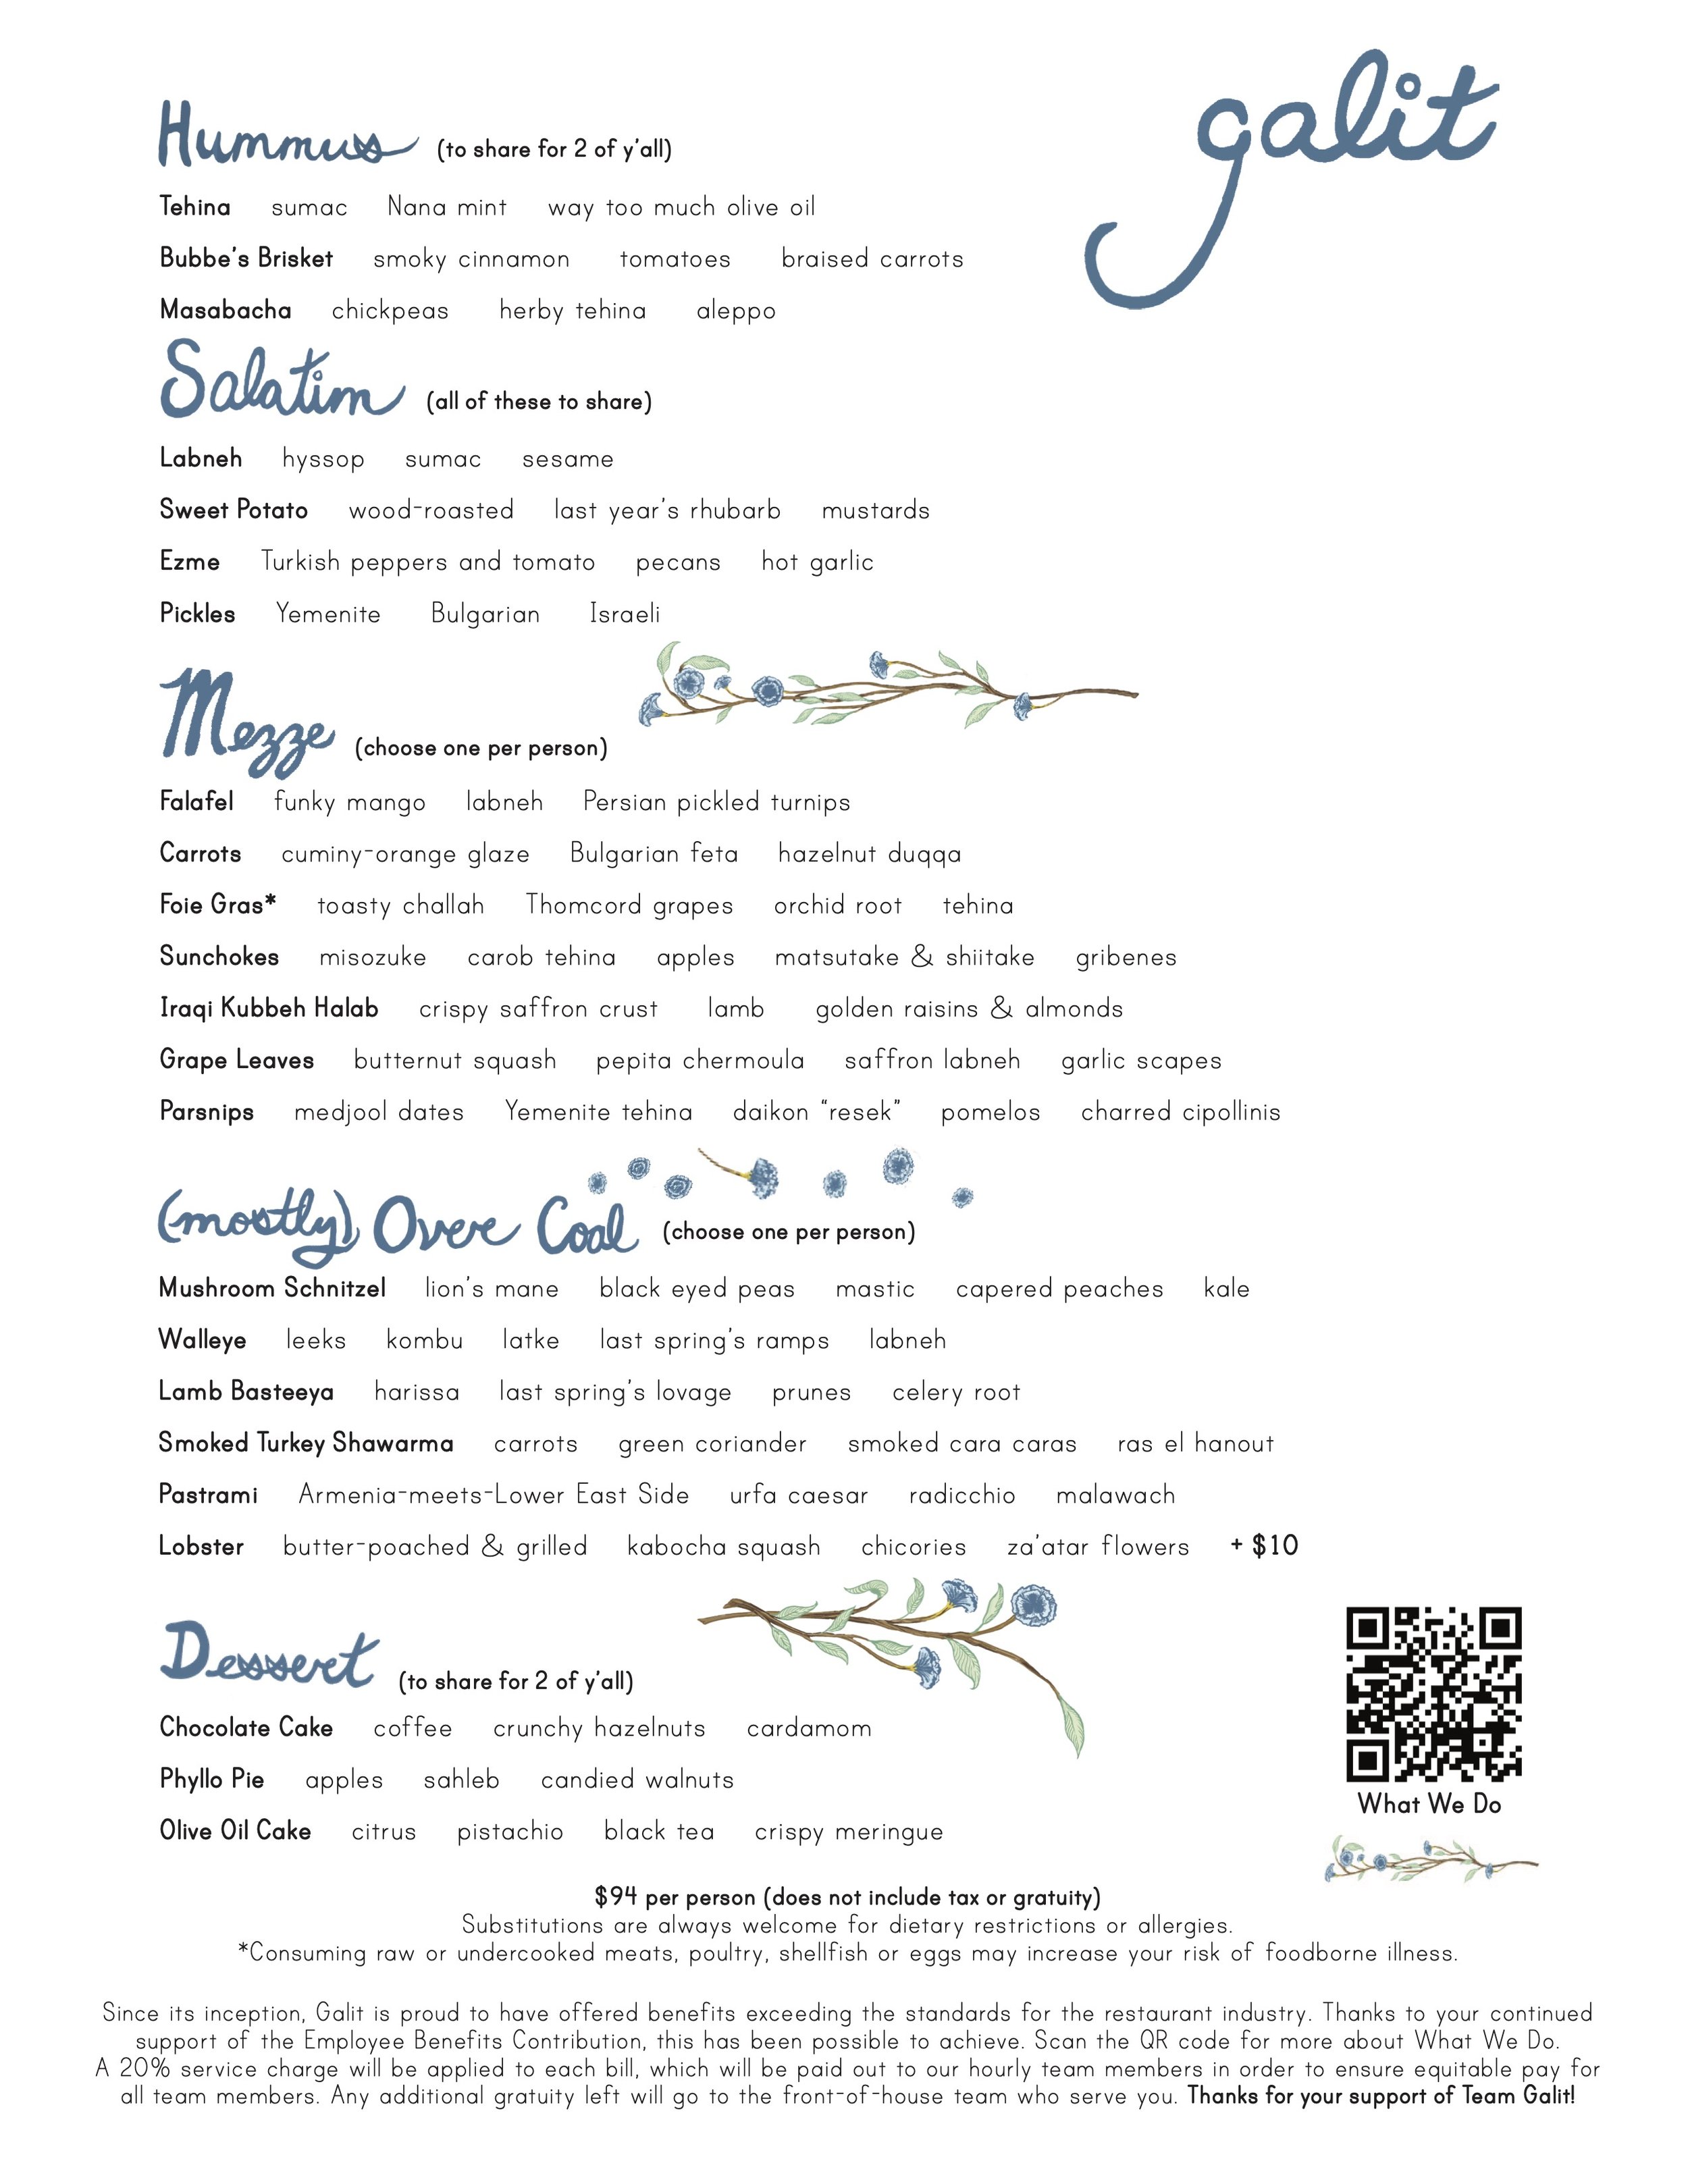 galit
Hummus (to share for 2 of y'all)
Tehina sumac Nana mint way too much olive oil
Bubbe's Brisket smoky cinnamon tomatoes braised carrots
Masabacha chickpeas herby tehina aleppo
Salatim (all of these to share)
Labneh hyssop sumac sesame
Sweet Potato wood-roasted last year's rhubarb mustards
Ezme Turkish peppers and tomato pecans hot garlic
Pickles Yemenite Bulgarian Israeli
Mezze (choose one per person)
Falafel funky mango labneh Persian pickled turnips
Carrots cuminy-orange glaze Bulgarian feta hazelnut duqqa
Foie Gras* toasty challah Thomcord grapes orchid root tehina
Sunchokes misozuke carob tehina apples matsutake & shiitake gribenes
Iraqi Kubbeh Halab crispy saffron crust lamb golden raisins & almonds
Grape Leaves butternut squash pepita chermoula saffron labneh garlic scapes
Parsnips medjool dates Yemenite tehina daikon “resek” pomelos charred cipollinis
(mostly) Over Coal (choose one per person)
Mushroom Schnitzel lion's mane black eyed peas mastic capered peaches kale
Walleye leeks kombu latke last spring's ramps labneh
Lamb Basteeya harissa last spring's lovage prunes celery root
Smoked Turkey Shawarma carrots green coriander smoked cara caras ras el hanout
Pastrami Armenia-meets-Lower East Side urfa caesar radicchio malawach
Lobster butter-poached & grilled kabocha squash chicories za'atar flowers + $10
Dessert (to share for 2 of y'all)
Chocolate Cake coffee crunchy hazelnuts cardamom
Phyllo Pie apples sahleb candied walnuts
Olive Oil Cake citrus pistachio black tea crispy meringue
What We Do
$94 per person (does not include tax or gratuity)
Substitutions are always welcome for dietary restrictions or allergies.
*Consuming raw or undercooked meats, poultry, shellfish or eggs may increase your risk of foodborne illness.
Since its inception, Galit is proud to have offered benefits exceeding the standards for the restaurant industry. Thanks to your continued
support of the Employee Benefits Contribution, this has been possible to achieve. Scan the QR code for more about What We Do.
A 20% service charge will be applied to each bill, which will be paid out to our hourly team members in order to ensure equitable pay for
all team members. Any additional gratuity left will go to the front-of-house team who serve you. Thanks for your support of Team Galit!